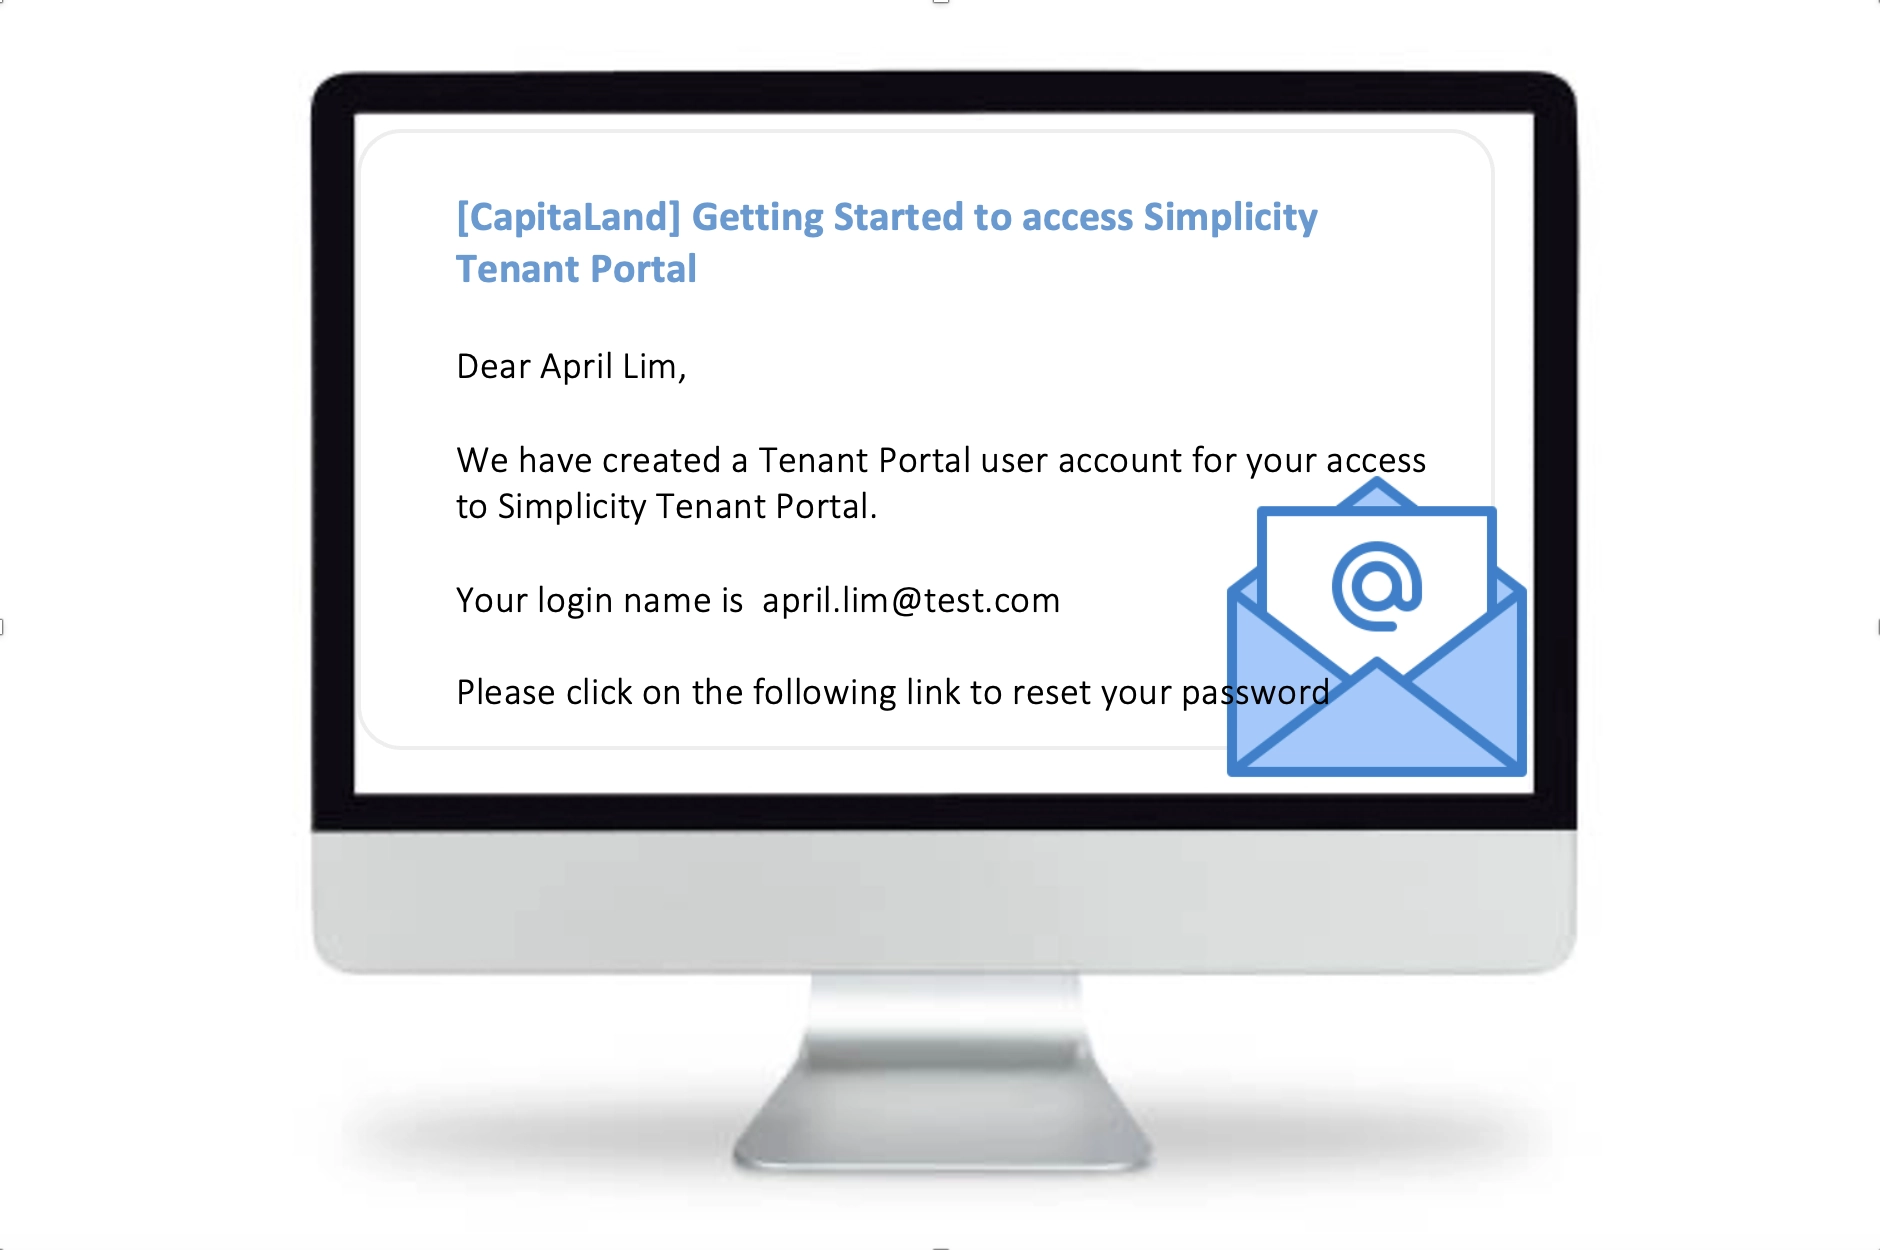 [CapitaLand] Getting Started to access Simplicity
Tenant Portal
Dear April Lim,
We have created a Tenant Portal user account for your access
to Simplicity Tenant Portal.
Your login name is  april.lim@test.com
Please click on the following link to reset your password
@